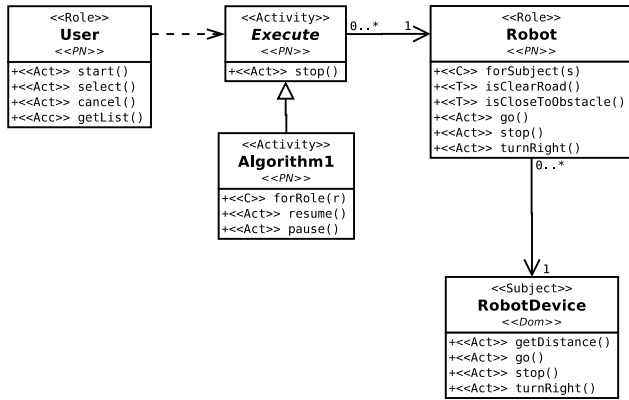 <<Role>>
User
<<PN>>
+<<Act>> start()
+<<Act>> select()
+<<Act>> cancel()
+<<Acc>> getList()
<<Activity>>
Execute
<<PN>>
+<<Act>> stop()
0..*
1
<<Role>>
Robot
<<PN>>
+<<C>> forSubject(s)
+<<T>> isClearRoad()
+<<T>> isCloseToObstacle()
+<<Act>> go()
+<<Act>> stop()
+<<Act>> turnRight()
<<Activity>>
Algorithm1
<<PN>>
+<<C>> forRole(r)
+<<Act>> resume()
+<<Act>> pause()
0..*
1
<<Subject>>
RobotDevice
<<Dom>>
+<<Act>> getDistance()
+<<Act>> go()
+<<Act>> stop()
+<<Act>> turnRight()